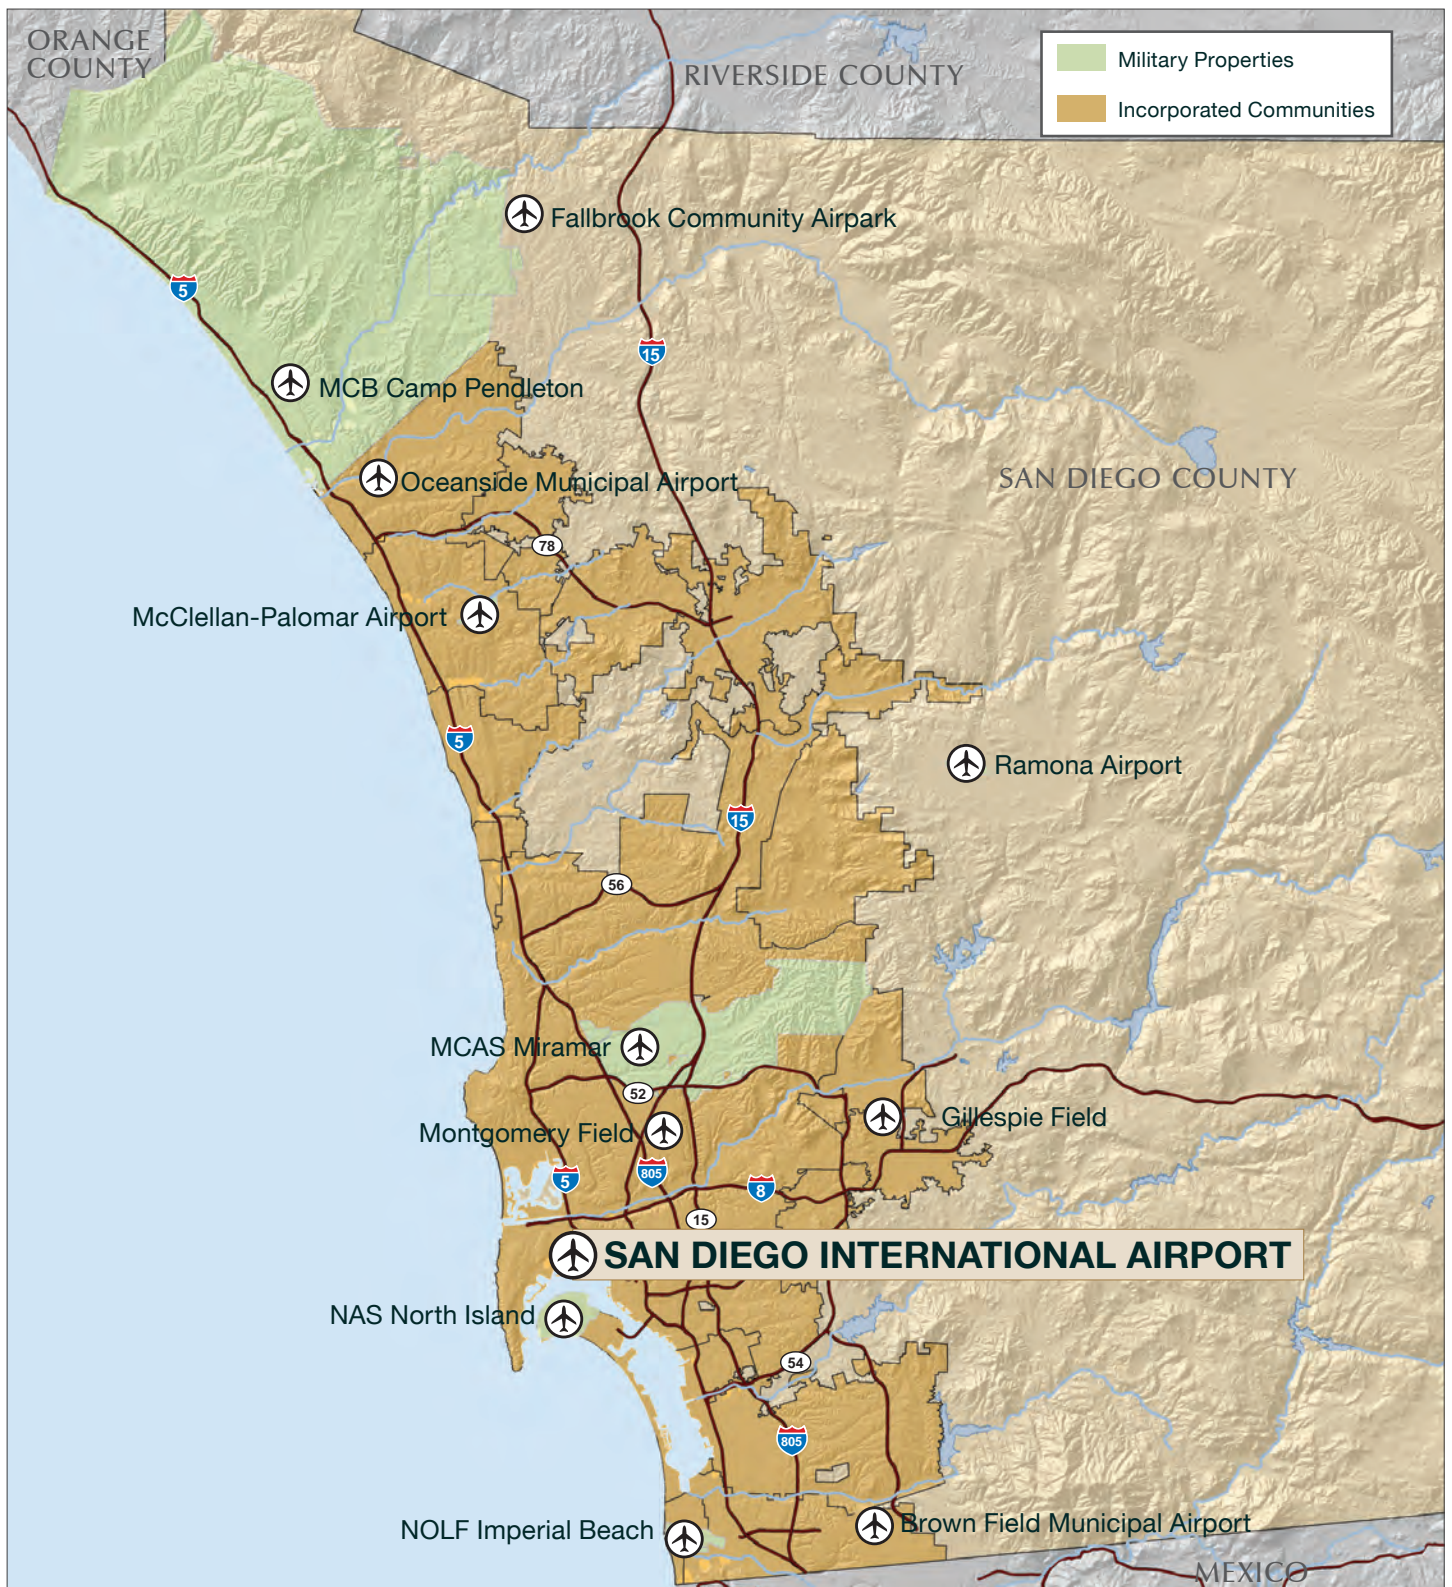 ORANGE
COUNTY
RIVERSIDE COUNTY
Military Properties
Incorporated Communities
Fallbrook Community Airpark
5
15
MCB Camp Pendleton
SAN DIEGO COUNTY
Oceanside Municipal Airport
78
McClellan-Palomar Airport
5
Ramona Airport
15
56
MCAS Miramar
52
Gillespie Field
Montgomery Field
805
5
8
15
SAN DIEGO INTERNATIONAL AIRPORT
NAS North Island
54
805
Brown Field Municipal Airport
NOLF Imperial Beach
MEXICO